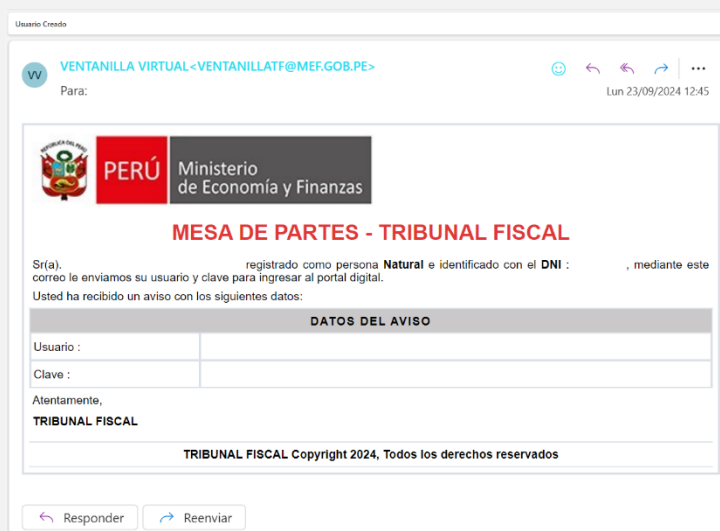 Usuario Creado
VV
VENTANILLA VIRTUAL<VENTANILLATF@MEF.GOB.PE>
Para:
Lun 23/09/2024 12:45
REPÚBLICA DEL PERÚ
PERÚ
Ministerio
de Economía y Finanzas
MESA DE PARTES - TRIBUNAL FISCAL
Sr(a). registrado como persona Natural e identificado con el DNI : , mediante este
correo le enviamos su usuario y clave para ingresar al portal digital.
Usted ha recibido un aviso con los siguientes datos:
DATOS DEL AVISO
Usuario :
Clave :
Atentamente,
TRIBUNAL FISCAL
TRIBUNAL FISCAL Copyright 2024, Todos los derechos reservados
Responder
Reenviar